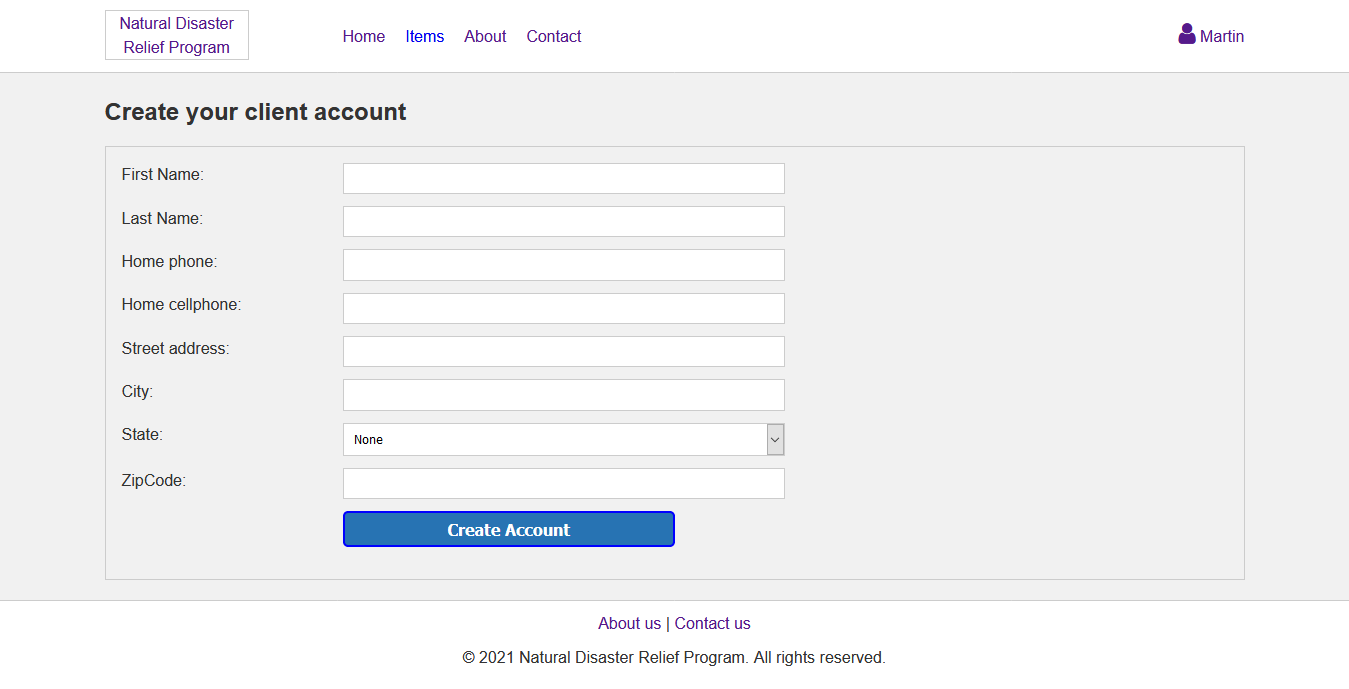 Natural Disaster
Relief Program
Home Items About Contact
Martin
Create your client account
First Name:
Last Name:
Home phone:
Home cellphone:
Street address:
City:
State:
None
ZipCode:
Create Account
About us | Contact us
© 2021 Natural Disaster Relief Program. All rights reserved.